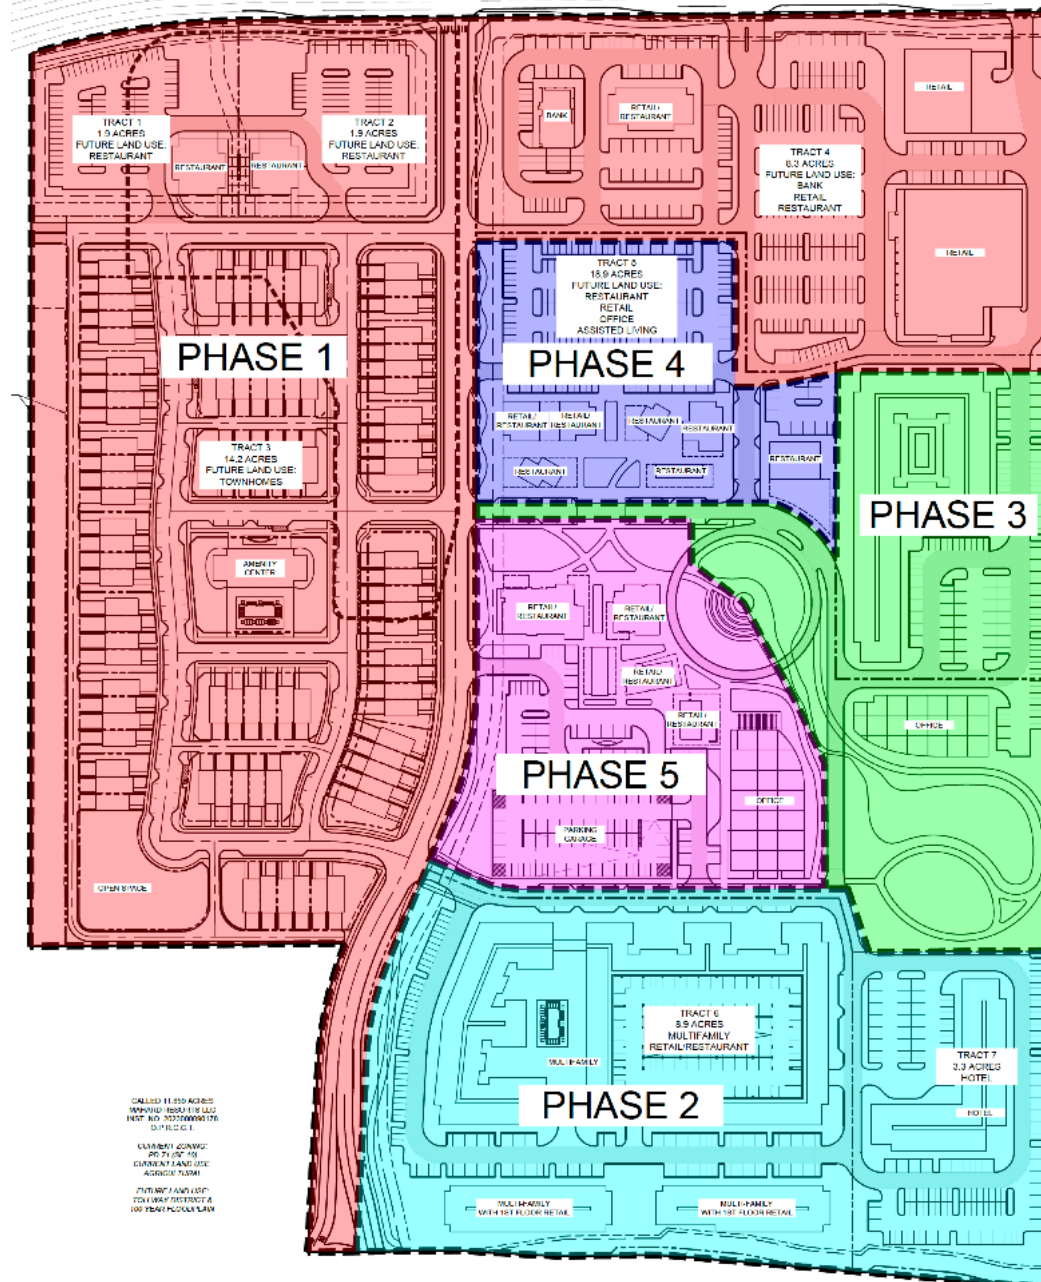 TRACT 1
1.9 ACRES
FUTURE LAND USE:
RESTAURANT
TRACT 2
1.9 ACRES
FUTURE LAND USE:
RESTAURANT
RESTAURANT
RESTAURANT
BANK
RETAIL/
RESTAURANT
RETAIL
TRACT 4
8.3 ACRES
FUTURE LAND USE:
BANK
RETAIL
RESTAURANT
RETAIL
TRACT 5
18.9 ACRES
FUTURE LAND USE:
RESTAURANT
RETAIL
OFFICE
ASSISTED LIVING
PHASE 1
PHASE 4
RETAIL/
RESTAURANT
RETAIL/
RESTAURANT
RESTAURANT
RESTAURANT
RESTAURANT
RESTAURANT
RESTAURANT
TRACT 3
14.2 ACRES
FUTURE LAND USE:
TOWNHOMES
PHASE 3
AMENITY
CENTER
RETAIL/
RESTAURANT
RETAIL/
RESTAURANT
RETAIL/
RESTAURANT
RETAIL/
RESTAURANT
OFFICE
PHASE 5
OFFICE
PARKING
GARAGE
OPEN SPACE
TRACT 6
8.9 ACRES
MULTIFAMILY
RETAIL/RESTAURANT
MULTIFAMILY
TRACT 7
3.3 ACRES
HOTEL
HOTEL
PHASE 2
MULTI-FAMILY
WITH 1ST FLOOR RETAIL
MULTI-FAMILY
WITH 1ST FLOOR RETAIL
ACRES
CURRENT ZONING:
CURRENT LAND USE
AGRICULTURAL
FUTURE LAND USE:
TOLLWAY DISTRICT &
100 YEAR FLOODPLAIN